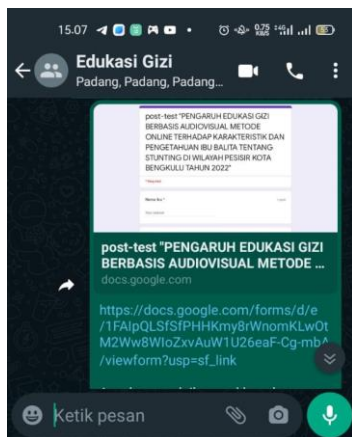 15.07
0.75 KB/s
Edukasi Gizi
Padang, Padang, Padang...
post-test "PENGARUH EDUKASI GIZI
BERBASIS AUDIOVISUAL METODE
ONLINE TERHADAP KARAKTERISTIK DAN
PENGETAHUAN IBU BALITA TENTANG
STUNTING DI WILAYAH PESISIR KOTA
BENGKULU TAHUN 2022"
post-test "PENGARUH EDUKASI GIZI
BERBASIS AUDIOVISUAL METODE ...
docs.google.com
https://docs.google.com/forms/d/e
/1FAIpQLSfSfPHHKmy8rWnomKLwOt
M2Ww8WIoZxvAuW1U26eaF-Cg-mbA
/viewform?usp=sf_link
Ketik pesan